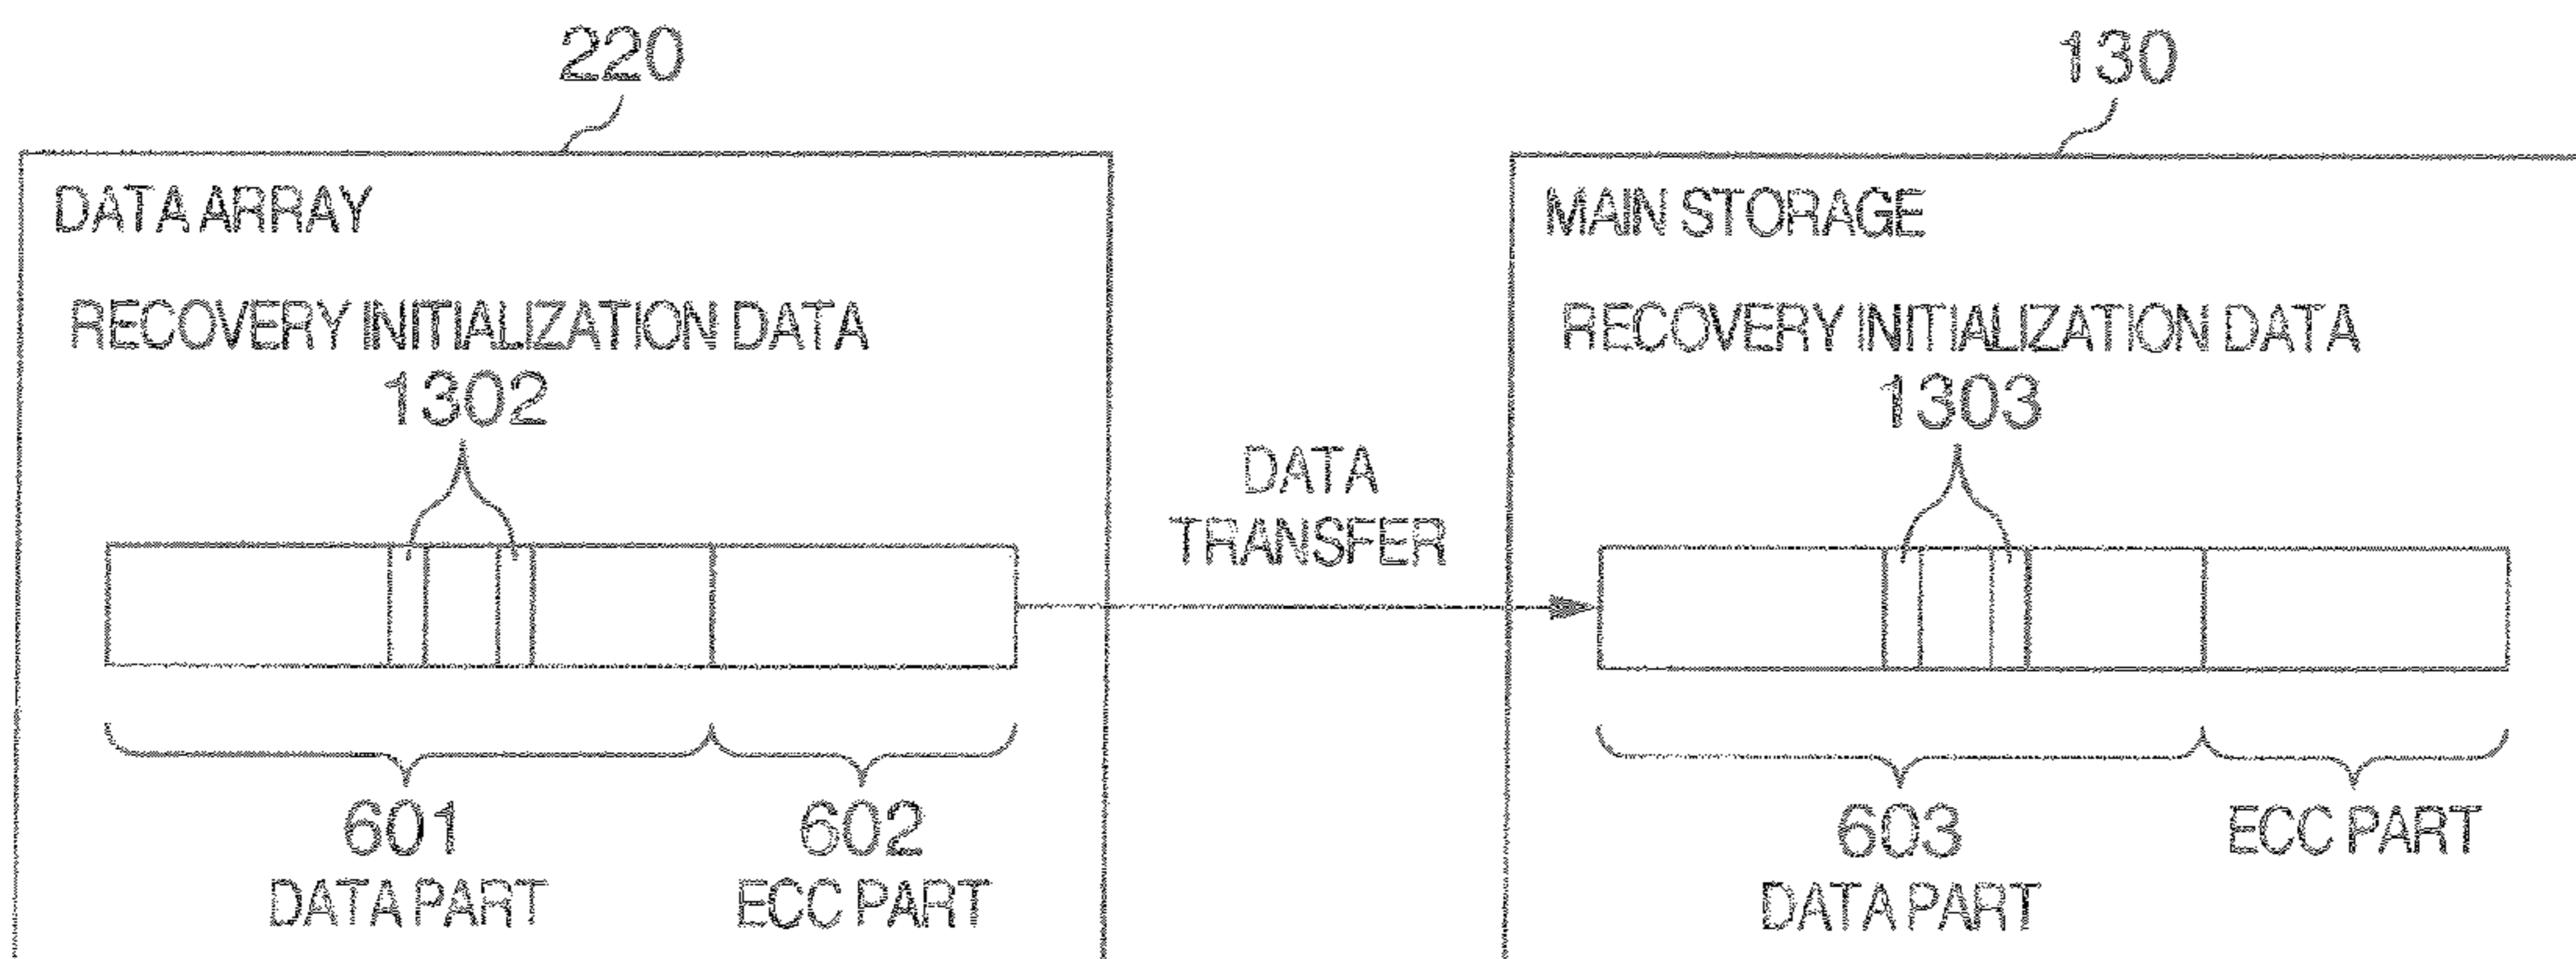 220
130
DATA ARRAY
MAIN STORAGE
RECOVERY INITIALIZATION DATA
1302
RECOVERY INITIALIZATION DATA
1303
DATA
TRANSFER
601
DATA PART
602
ECC PART
603
DATA PART
ECC PART